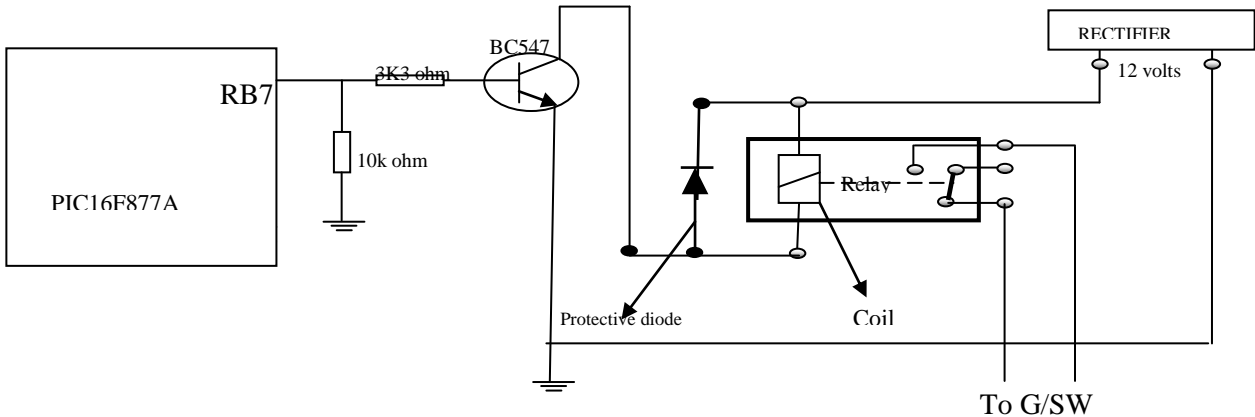 RECTIFIER
BC547
12 volts
3K3 ohm
RB7
10k ohm
Relay
PIC16F877A
Protective diode
Coil
To G/SW